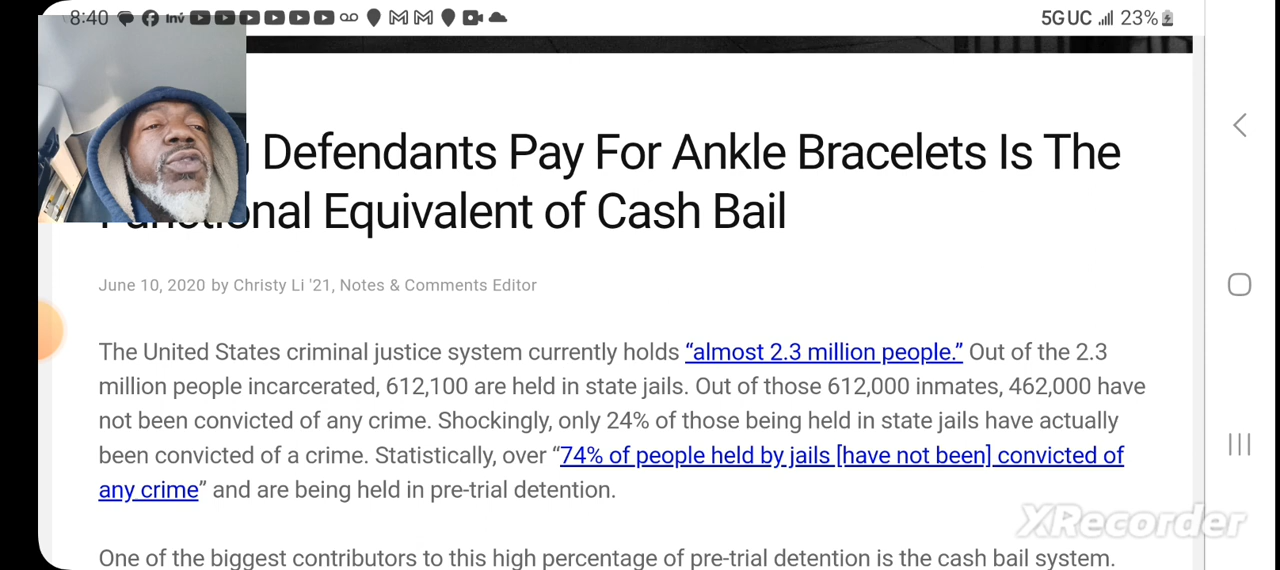 8:40 Inv 5G UC 23%
Defendants Pay For Ankle Bracelets Is The
Functional Equivalent of Cash Bail
June 10, 2020 by Christy Li '21, Notes & Comments Editor
The United States criminal justice system currently holds “almost 2.3 million people.” Out of the 2.3
million people incarcerated, 612,100 are held in state jails. Out of those 612,000 inmates, 462,000 have
not been convicted of any crime. Shockingly, only 24% of those being held in state jails have actually
been convicted of a crime. Statistically, over “74% of people held by jails [have not been] convicted of
any crime” and are being held in pre-trial detention.
XRecorder
One of the biggest contributors to this high percentage of pre-trial detention is the cash bail system.